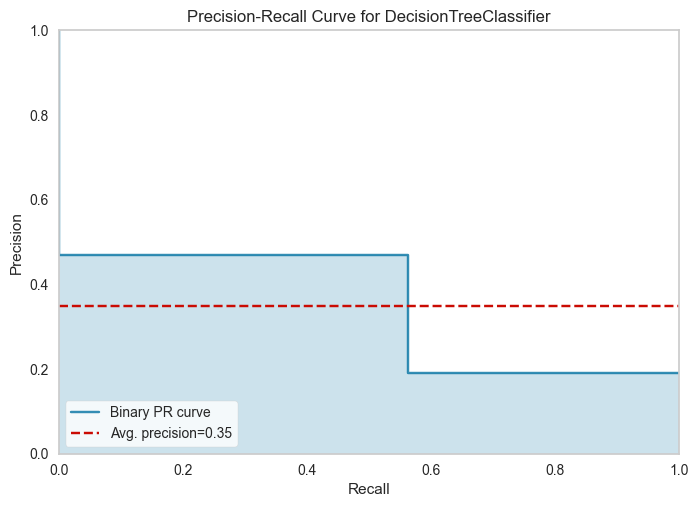 Precision-Recall Curve for DecisionTreeClassifier
1.0
0.8
0.6
0.4
0.2
0.0
Precision
Binary PR curve
Avg. precision=0.35
0.0 0.2 0.4 0.6 0.8 1.0
Recall